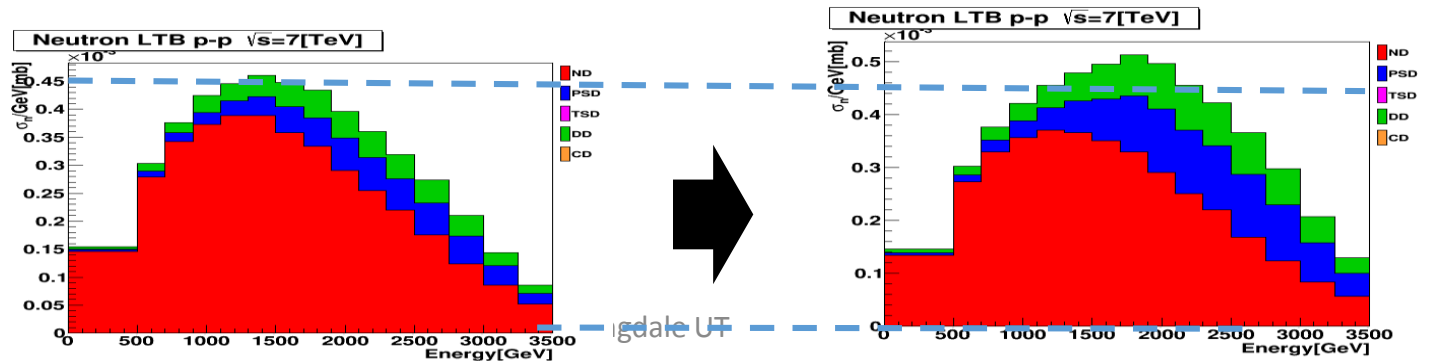 Neutron LTB p-p √s=7[TeV]
×10⁻³
σₙ/GeV[mb]
0.45
0.4
0.35
0.3
0.25
0.2
0.15
0.1
0.05
0
0 500 1000 1500 2000 2500 3000 3500
Energy[GeV]
ND
PSD
TSD
DD
CD
gdale UT
Neutron LTB p-p √s=7[TeV]
×10⁻³
σₙ/GeV[mb]
0.5
0.4
0.3
0.2
0.1
0
0 500 1000 1500 2000 2500 3000 3500
Energy[GeV]
ND
PSD
TSD
DD
CD